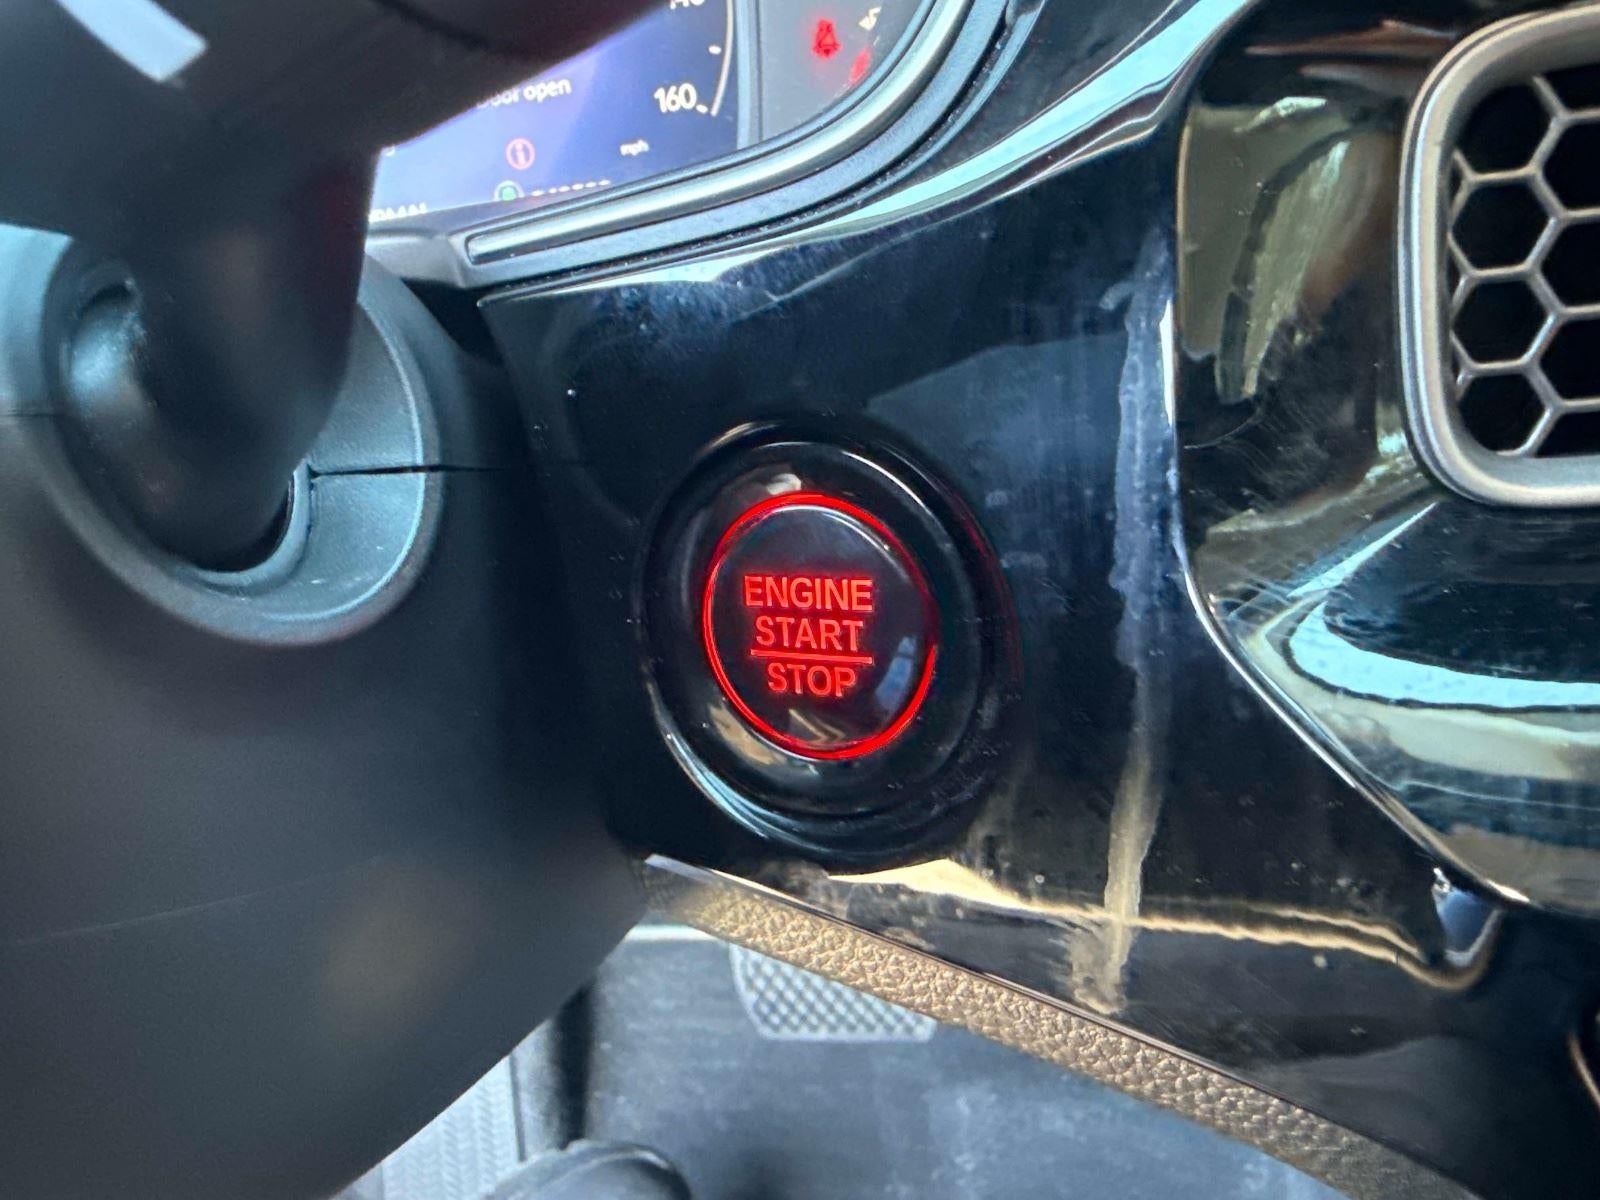 Door open
160
mph
ENGINE
START
STOP